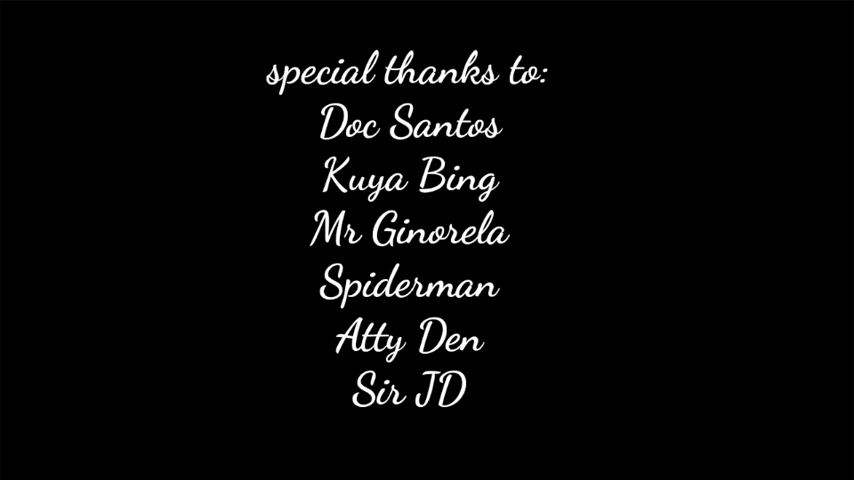 special thanks to:
Doc Santos
Kuya Bing
Mr Ginorela
Spiderman
Atty Den
Sir JD